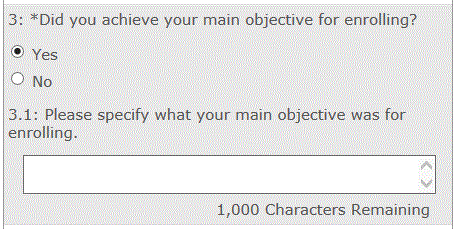 3: *Did you achieve your main objective for enrolling?
Yes
No
3.1: Please specify what your main objective was for
enrolling.
1,000 Characters Remaining